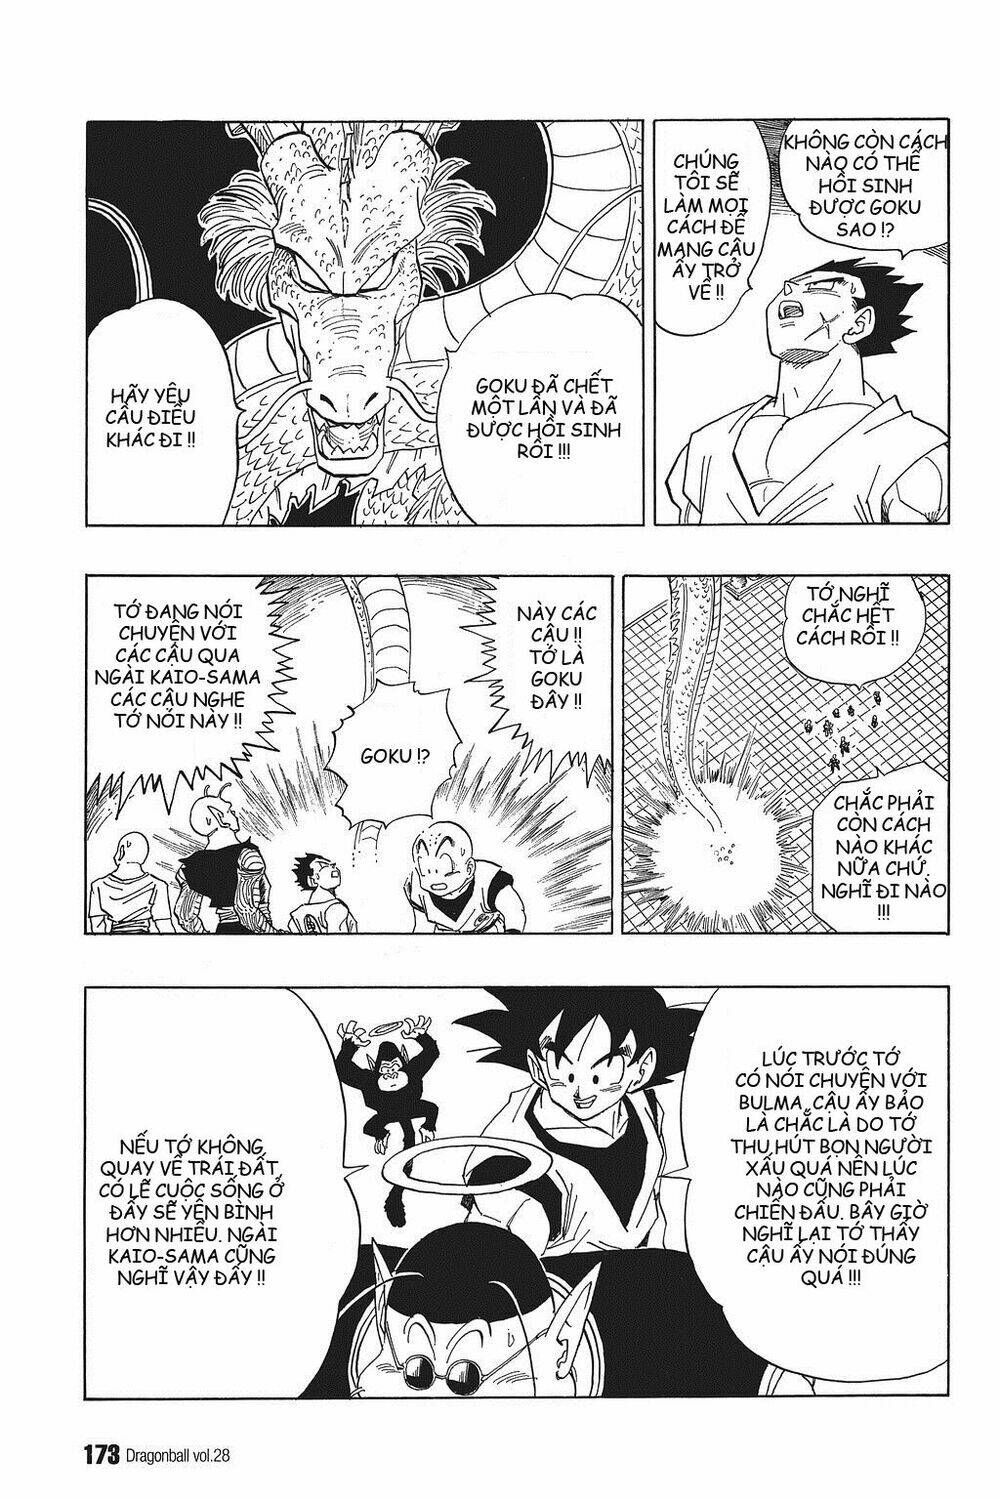 KHÔNG CÒN CÁCH
NÀO CÓ THỂ
HỒI SINH
ĐƯỢC GOKU
SAO !?
CHÚNG
TÔI SẼ
LÀM MỌI
CÁCH ĐỂ
MANG CẬU
ẤY TRỞ
VỀ !!
GOKU ĐÃ CHẾT
MỘT LẦN VÀ ĐÃ
ĐƯỢC HỒI SINH
RỒI !!!
HÃY YÊU
CẦU ĐIỀU
KHÁC ĐI !!
TỚ NGHĨ
CHẮC HẾT
CÁCH RỒI !!
CHẮC PHẢI
CÒN CÁCH
NÀO KHÁC
NỮA CHỨ
NGHĨ ĐI NÀO
!!!
NÀY CÁC
CẬU !!
TỚ LÀ
GOKU
ĐÂY !!
GOKU !?
TỚ ĐANG NÓI
CHUYỆN VỚI
CÁC CẬU QUA
NGÀI KAIO-SAMA
CÁC CẬU NGHE
TỚ NÓI NÀY !!
LÚC TRƯỚC TỚ
CÓ NÓI CHUYỆN VỚI
BULMA, CẬU ẤY BẢO
LÀ CHẮC LÀ DO TỚ
THU HÚT BỌN NGƯỜI
XẤU QUÁ NÊN LÚC
NÀO CŨNG PHẢI
CHIẾN ĐẤU. BÂY GIỜ
NGHĨ LẠI TỚ THẤY
CẬU ẤY NÓI ĐÚNG
QUÁ !!!
NẾU TỚ KHÔNG
QUAY VỀ TRÁI ĐẤT,
CÓ LẼ CUỘC SỐNG Ở
ĐẤY SẼ YÊN BÌNH
HƠN NHIỀU. NGÀI
KAIO-SAMA CŨNG
NGHĨ VẬY ĐẤY !!
173 Dragonball vol.28